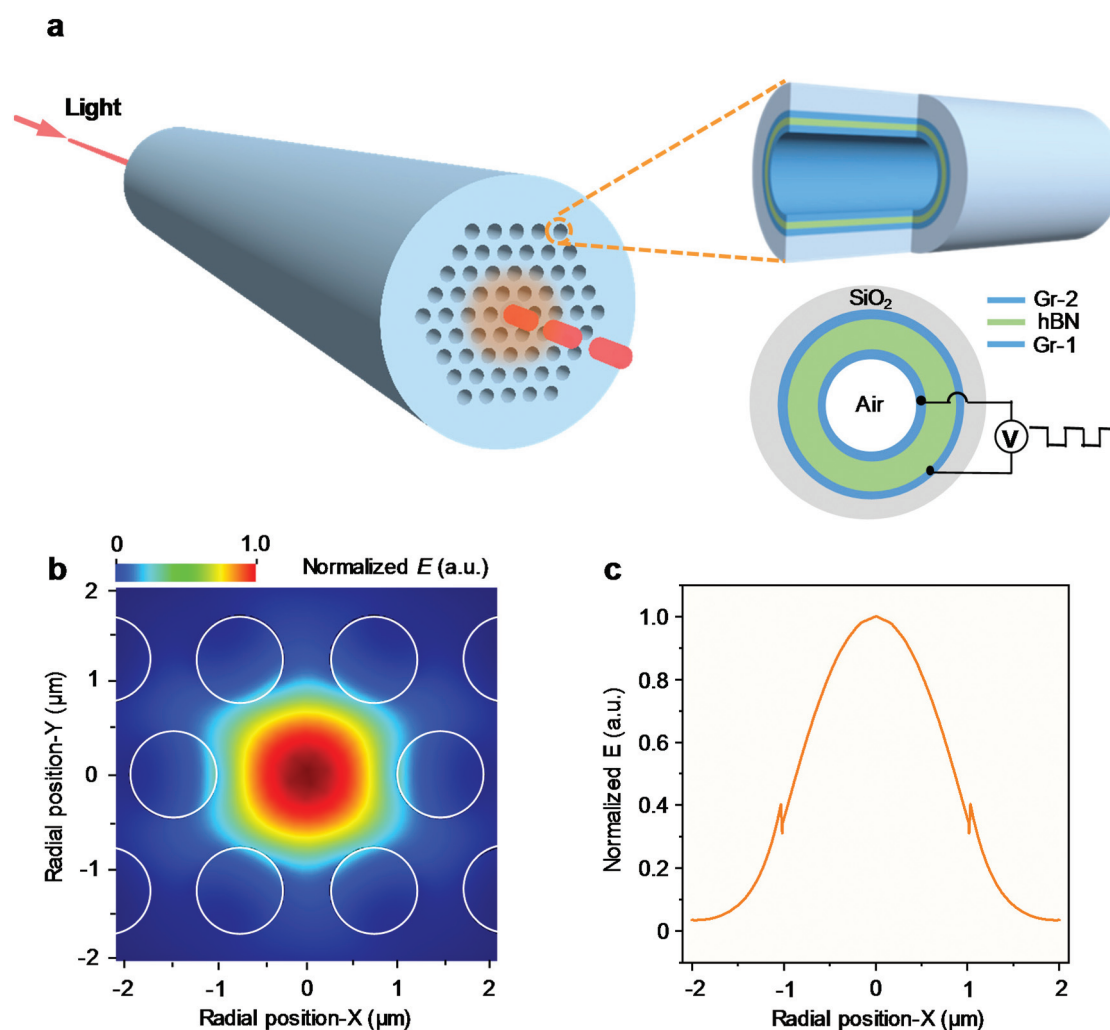 a
Light
SiO₂
Gr-2
hBN
Gr-1
Air
V
b
0
1.0
Normalized E (a.u.)
Radial position-Y (μm)
2
1
0
-1
-2
-2
-1
0
1
2
Radial position-X (μm)
c
Normalized E (a.u.)
1.0
0.8
0.6
0.4
0.2
0
-2
-1
0
1
2
Radial position-X (μm)